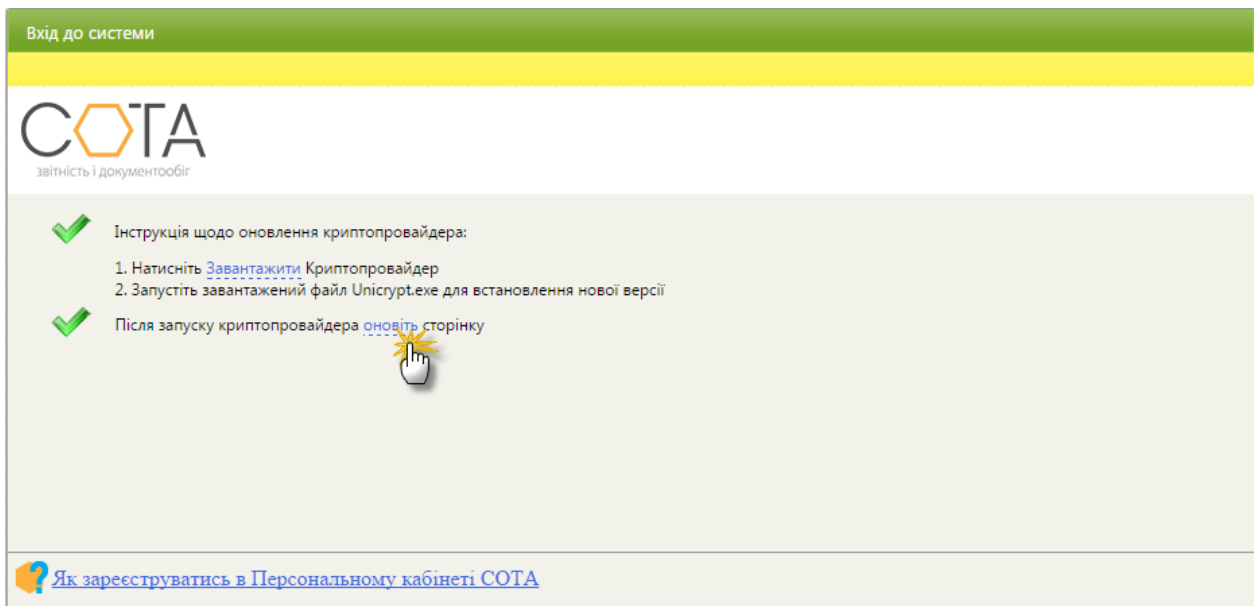 Вхід до системи
СОТА
звітність і документообіг
Інструкція щодо оновлення криптопровайдера:
1. Натисніть Завантажити Криптопровайдер
2. Запустіть завантажений файл Unicrypt.exe для встановлення нової версії
Після запуску криптопровайдера оновіть сторінку
Як зареєструватись в Персональному кабінеті СОТА